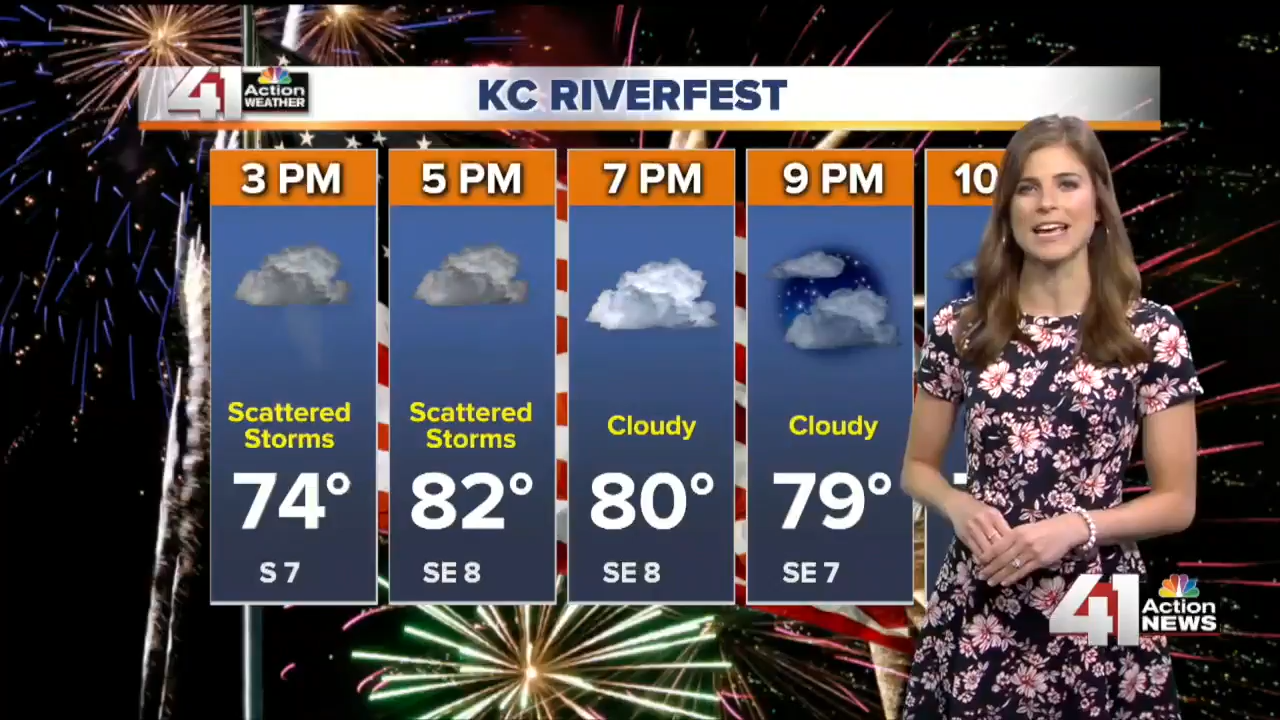 41 Action WEATHER
KC RIVERFEST
3 PM 5 PM 7 PM 9 PM 10
Scattered Storms
Scattered Storms
Cloudy
Cloudy
74° 82° 80° 79°
S 7 SE 8 SE 8 SE 7
41 Action NEWS